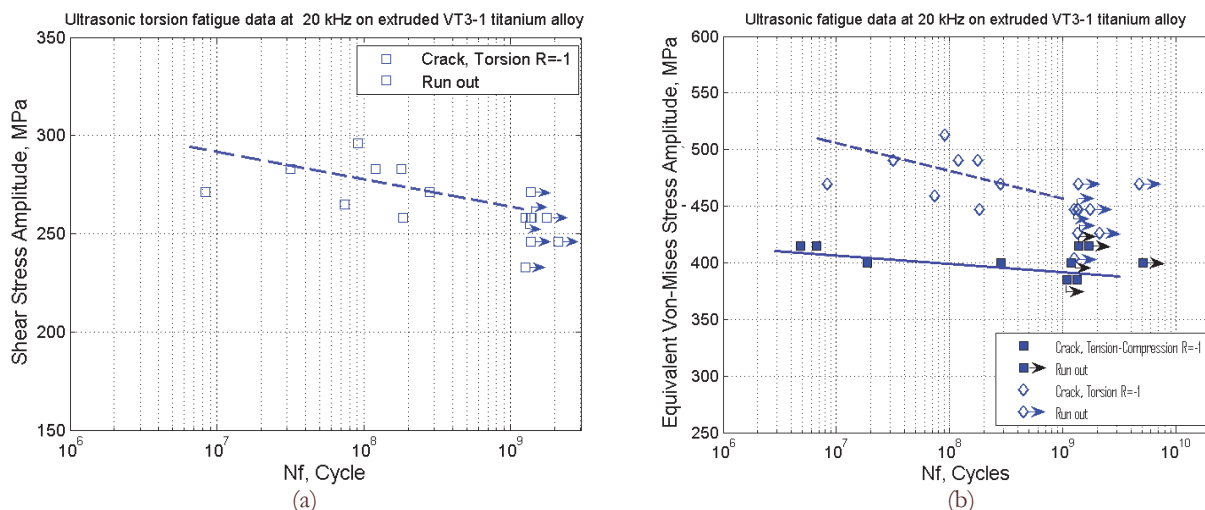 Ultrasonic torsion fatigue data at 20 kHz on extruded VT3-1 titanium alloy
350
300
250
200
150
Shear Stress Amplitude, MPa
Crack, Torsion R=-1
Run out
10^6
10^7
10^8
10^9
Nf, Cycle
(a)
Ultrasonic fatigue data at 20 kHz on extruded VT3-1 titanium alloy
600
550
500
450
400
350
400
300
250
Equivalent Von-Mises Stress Amplitude, MPa
Crack, Tension-Compression R=-1
Run out
Crack, Torsion R=-1
Run out
10^6
10^7
10^8
10^9
10^10
Nf, Cycles
(b)